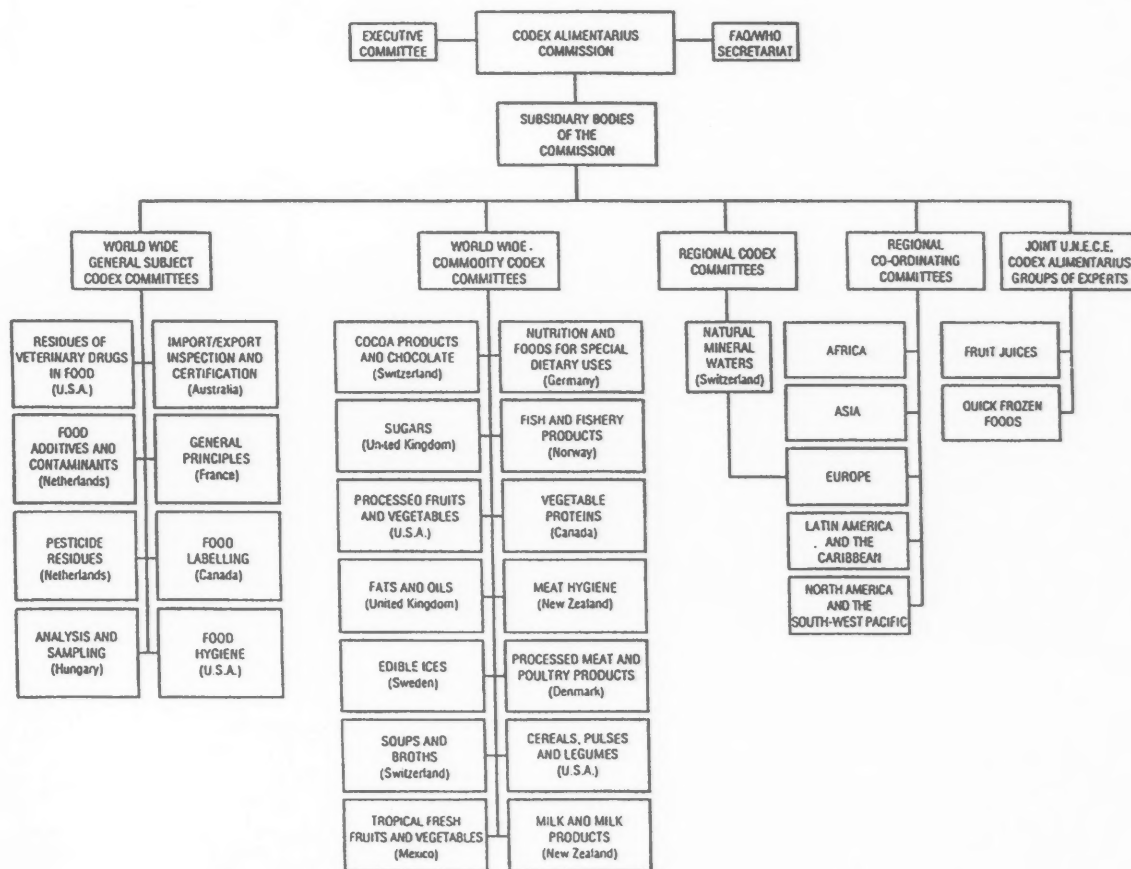 EXECUTIVE
COMMITTEE
CODEX ALIMENTARIUS
COMMISSION
FAO/WHO
SECRETARIAT
SUBSIDIARY BODIES
OF THE
COMMISSION
WORLD WIDE
GENERAL SUBJECT
CODEX COMMITTEES
RESIDUES OF
VETERINARY DRUGS
IN FOOD
(U.S.A.)
IMPORT/EXPORT
INSPECTION AND
CERTIFICATION
(Australia)
FOOD
ADDITIVES AND
CONTAMINANTS
(Netherlands)
GENERAL
PRINCIPLES
(France)
PESTICIDE
RESIDUES
(Netherlands)
FOOD
LABELLING
(Canada)
ANALYSIS AND
SAMPLING
(Hungary)
FOOD
HYGIENE
(U.S.A.)
WORLD WIDE
COMMODITY CODEX
COMMITTEES
COCOA PRODUCTS
AND CHOCOLATE
(Switzerland)
NUTRITION AND
FOODS FOR SPECIAL
DIETARY USES
(Germany)
SUGARS
(United Kingdom)
FISH AND FISHERY
PRODUCTS
(Norway)
PROCESSED FRUITS
AND VEGETABLES
(U.S.A.)
VEGETABLE
PROTEINS
(Canada)
FATS AND OILS
(United Kingdom)
MEAT HYGIENE
(New Zealand)
EDIBLE ICES
(Sweden)
PROCESSED MEAT AND
POULTRY PRODUCTS
(Denmark)
SOUPS AND
BROTHS
(Switzerland)
CEREALS, PULSES
AND LEGUMES
(U.S.A.)
TROPICAL FRESH
FRUITS AND VEGETABLES
(Mexico)
MILK AND MILK
PRODUCTS
(New Zealand)
REGIONAL CODEX
COMMITTEES
NATURAL
MINERAL
WATERS
(Switzerland)
REGIONAL
CO-ORDINATING
COMMITTEES
AFRICA
ASIA
EUROPE
LATIN AMERICA
AND THE
CARIBBEAN
NORTH AMERICA
AND THE
SOUTH-WEST PACIFIC
JOINT U.N.E.C.E.
CODEX ALIMENTARIUS
GROUPS OF EXPERTS
FRUIT JUICES
QUICK FROZEN
FOODS